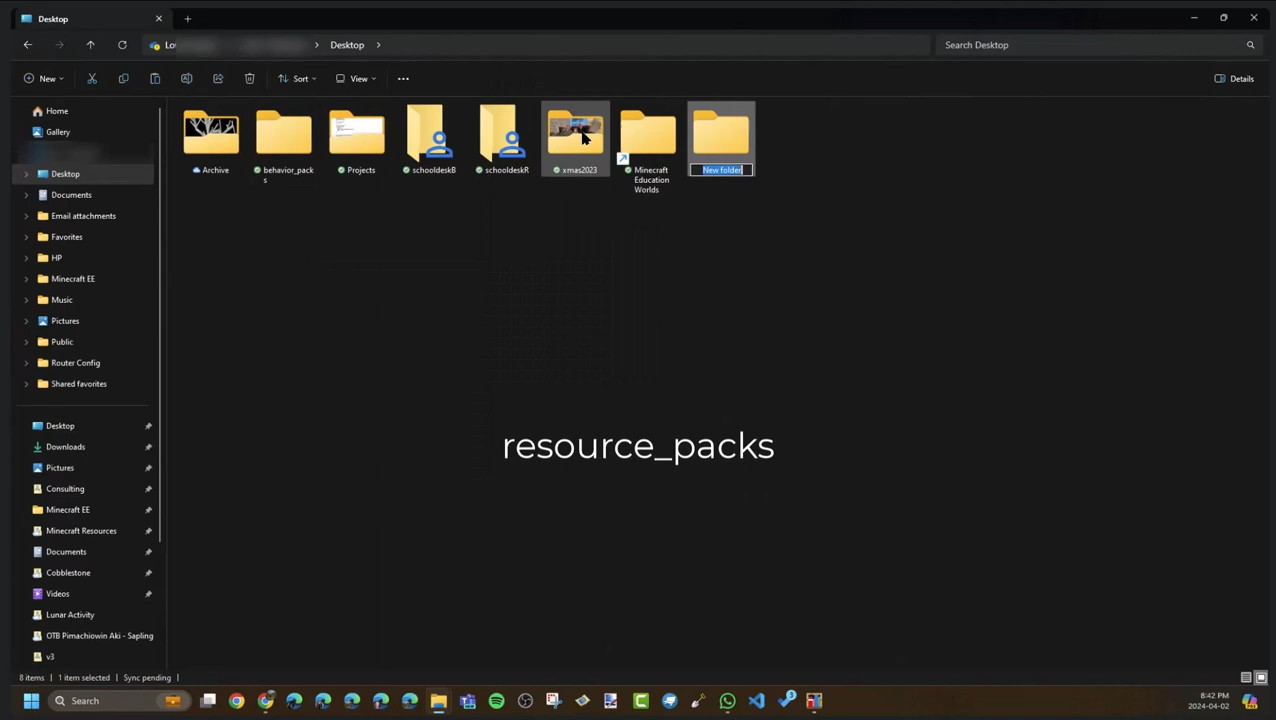 Desktop
Lo
Desktop
Search Desktop
New
Sort
View
Details
Home
Gallery
Desktop
Documents
Email attachments
Favorites
HP
Minecraft EE
Music
Pictures
Public
Router Config
Shared favorites
Desktop
Downloads
Pictures
Consulting
Minecraft EE
Minecraft Resources
Documents
Cobblestone
Videos
Lunar Activity
OTB Pimachiowin Aki - Sapling
v3
Archive
behavior_pack
s
Projects
schooldeskB
schooldeskR
xmas2023
Minecraft
Education
Worlds
New folder
resource_packs
8 items
1 item selected
Sync pending
Search
3
8:42 PM
2024-04-02